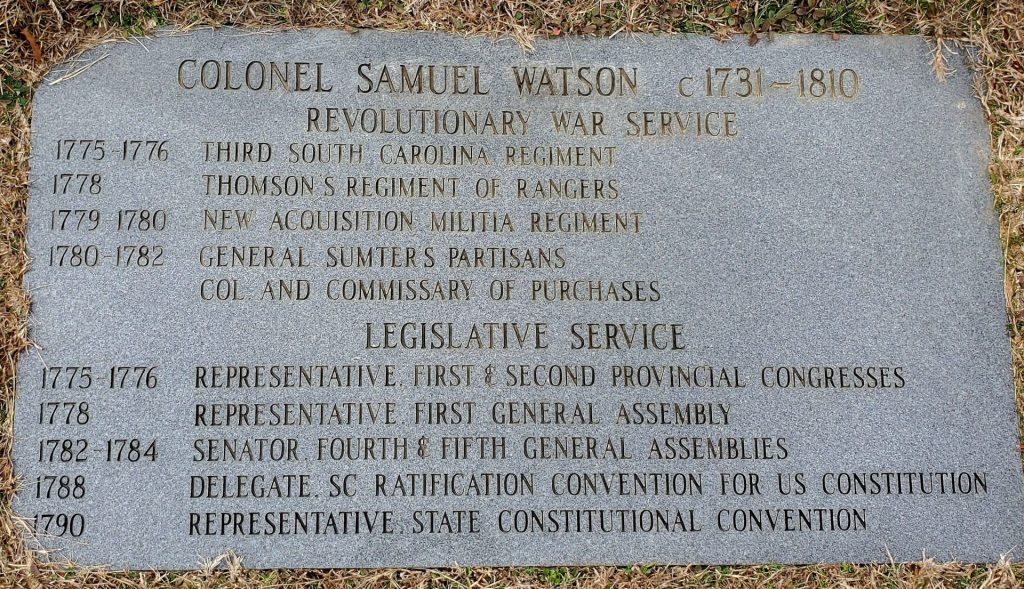 COLONEL SAMUEL WATSON c 1731-1810
REVOLUTIONARY WAR SERVICE
1775-1776 THIRD SOUTH CAROLINA REGIMENT
1778 THOMSON'S REGIMENT OF RANGERS
1779-1780 NEW ACQUISITION MILITIA REGIMENT
1780-1782 GENERAL SUMTER'S PARTISANS
COL. AND COMMISSARY OF PURCHASES
LEGISLATIVE SERVICE
1775-1776 REPRESENTATIVE, FIRST & SECOND PROVINCIAL CONGRESSES
1778 REPRESENTATIVE, FIRST GENERAL ASSEMBLY
1782-1784 SENATOR, FOURTH & FIFTH GENERAL ASSEMBLIES
1788 DELEGATE, SC RATIFICATION CONVENTION FOR US CONSTITUTION
1790 REPRESENTATIVE, STATE CONSTITUTIONAL CONVENTION